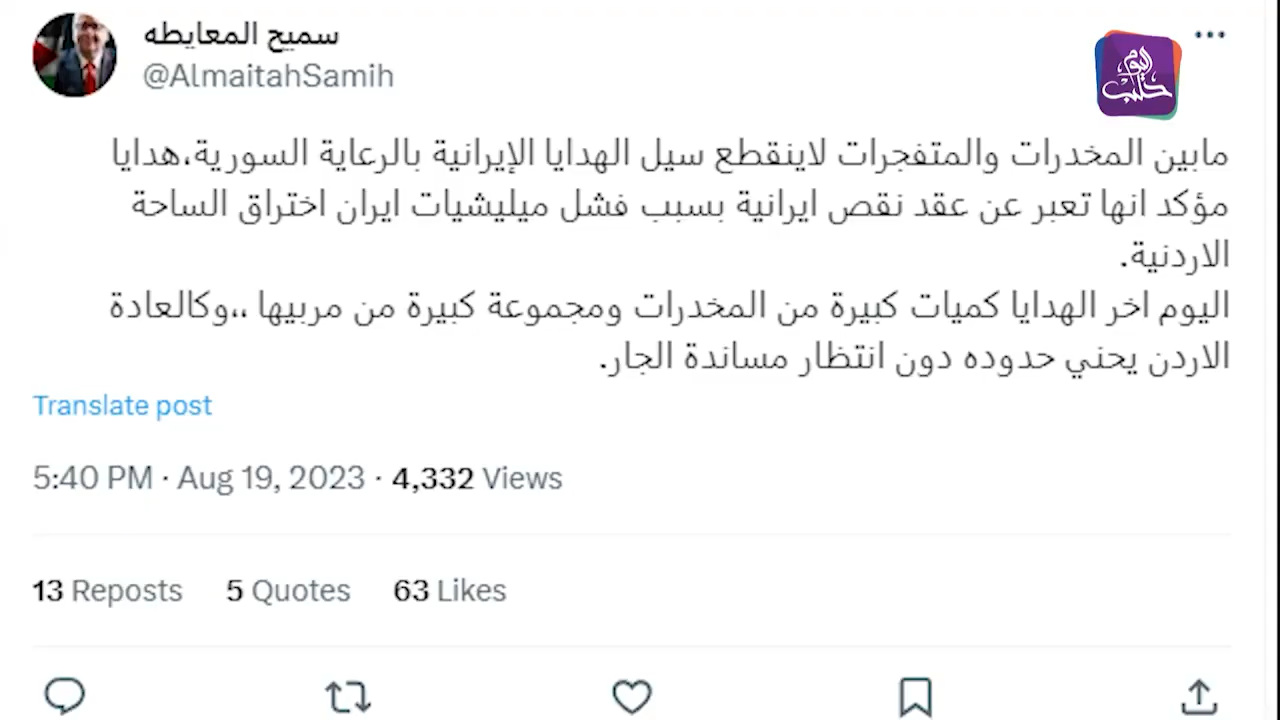 سميح المعايطه
@AlmaitahSamih
حلب اليوم
مابين المخدرات والمتفجرات لاينقطع سيل الهدايا الإيرانية بالرعاية السورية،هدايا
مؤكد انها تعبر عن عقد نقص ايرانية بسبب فشل ميليشيات ايران اختراق الساحة
الاردنية.
اليوم اخر الهدايا كميات كبيرة من المخدرات ومجموعة كبيرة من مربيها ،،وكالعادة
الاردن يحني حدوده دون انتظار مساندة الجار.
Translate post
5:40 PM · Aug 19, 2023 · 4,332 Views
13 Reposts 5 Quotes 63 Likes